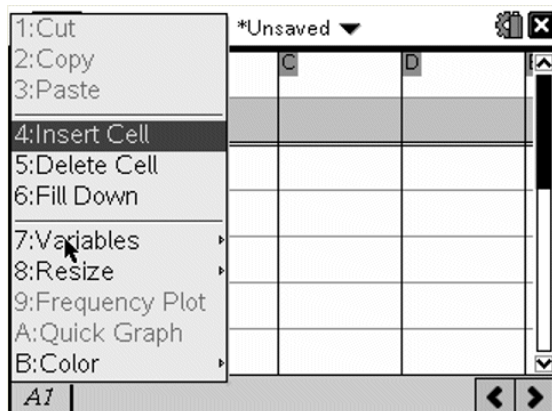 *Unsaved
1:Cut
2:Copy
3:Paste
4:Insert Cell
5:Delete Cell
6:Fill Down
7:Variables
8:Resize
9:Frequency Plot
A:Quick Graph
B:Color
C
D
A1